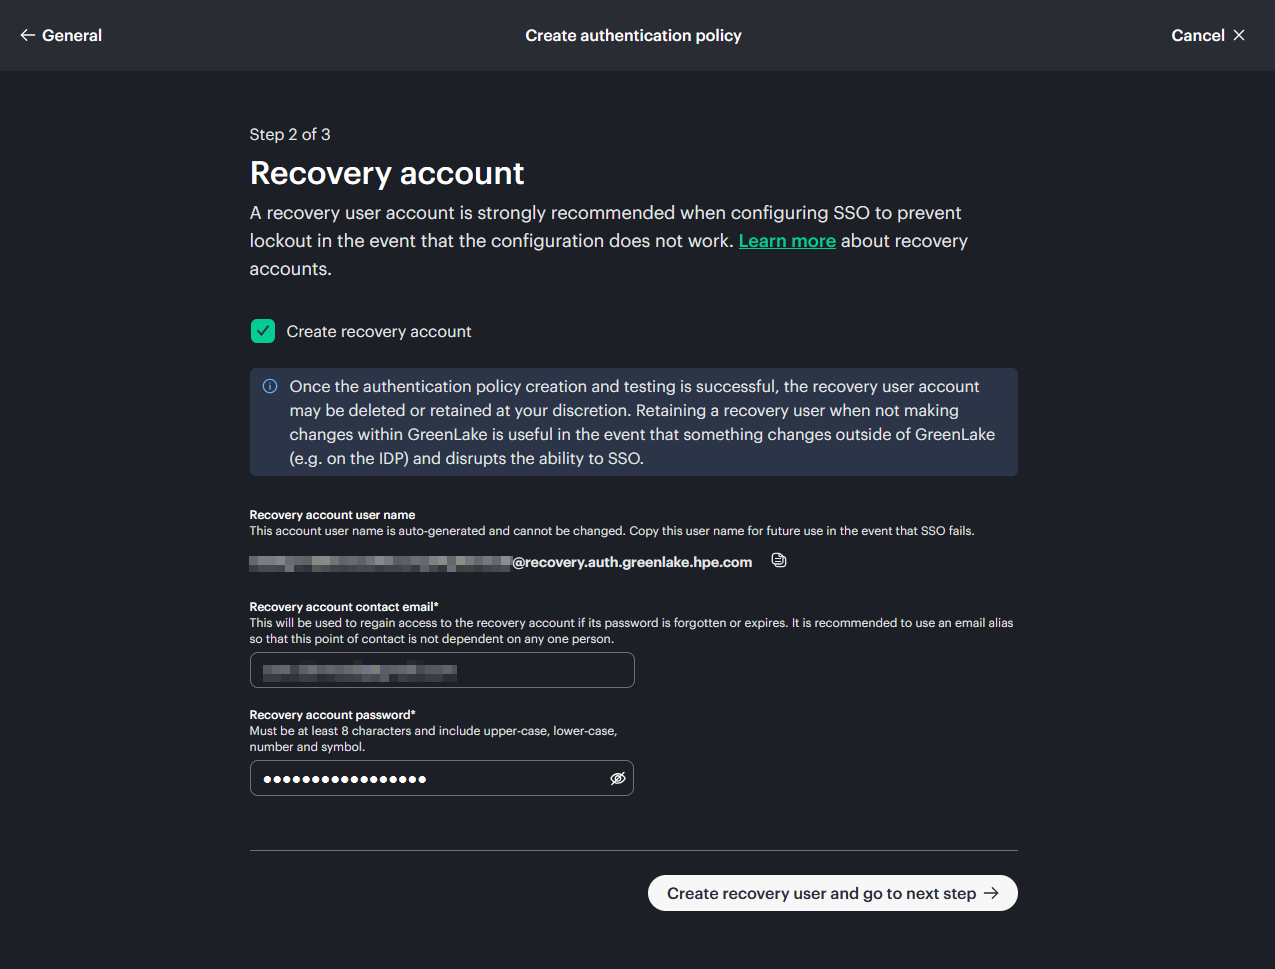 General
Create authentication policy
Cancel
Step 2 of 3
Recovery account
A recovery user account is strongly recommended when configuring SSO to prevent
lockout in the event that the configuration does not work. Learn more about recovery
accounts.
Create recovery account
Once the authentication policy creation and testing is successful, the recovery user account
may be deleted or retained at your discretion. Retaining a recovery user when not making
changes within GreenLake is useful in the event that something changes outside of GreenLake
(e.g. on the IDP) and disrupts the ability to SSO.
Recovery account user name
This account user name is auto-generated and cannot be changed. Copy this user name for future use in the event that SSO fails.
@recovery.auth.greenlake.hpe.com
Recovery account contact email*
This will be used to regain access to the recovery account if its password is forgotten or expires. It is recommended to use an email alias
so that this point of contact is not dependent on any one person.
Recovery account password*
Must be at least 8 characters and include upper-case, lower-case,
number and symbol.
Create recovery user and go to next step